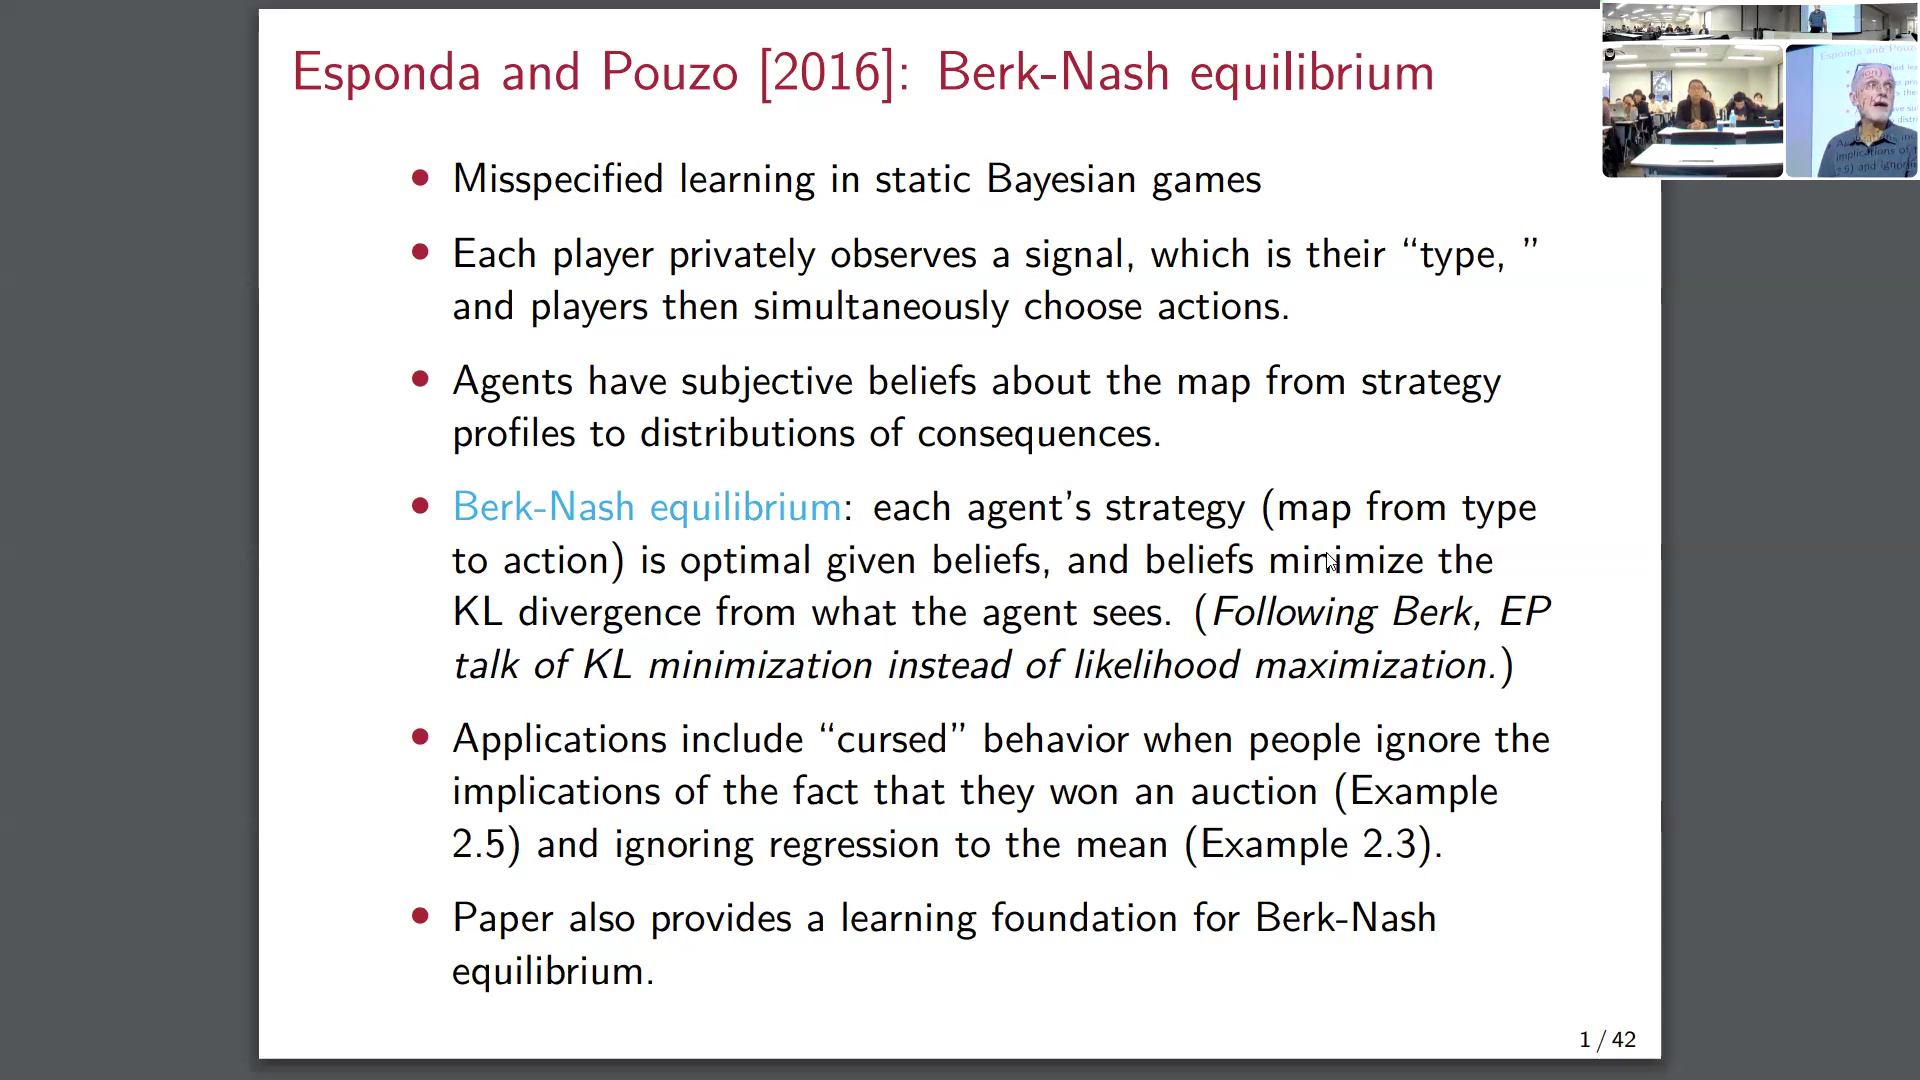 Esponda and Pouzo [2016]: Berk-Nash equilibrium
• Misspecified learning in static Bayesian games
• Each player privately observes a signal, which is their “type, ”
and players then simultaneously choose actions.
• Agents have subjective beliefs about the map from strategy
profiles to distributions of consequences.
• Berk-Nash equilibrium: each agent’s strategy (map from type
to action) is optimal given beliefs, and beliefs minimize the
KL divergence from what the agent sees. (Following Berk, EP
talk of KL minimization instead of likelihood maximization.)
• Applications include “cursed” behavior when people ignore the
implications of the fact that they won an auction (Example
2.5) and ignoring regression to the mean (Example 2.3).
• Paper also provides a learning foundation for Berk-Nash
equilibrium.
1 / 42